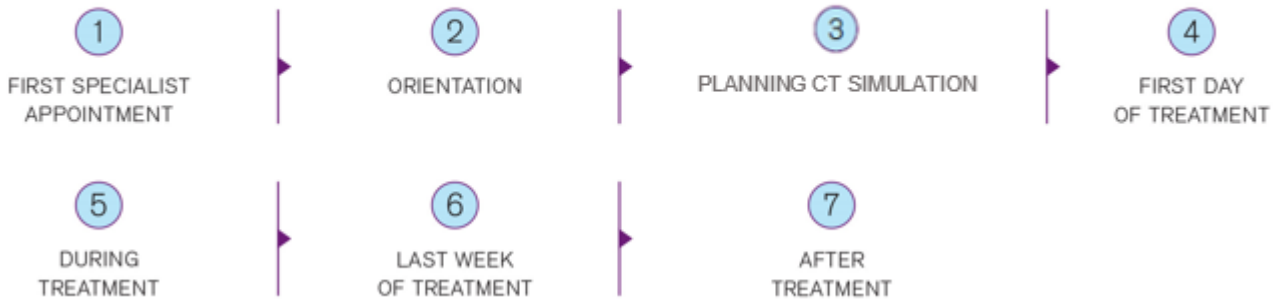 1
FIRST SPECIALIST
APPOINTMENT
2
ORIENTATION
3
PLANNING CT SIMULATION
4
FIRST DAY
OF TREATMENT
5
DURING
TREATMENT
6
LAST WEEK
OF TREATMENT
7
AFTER
TREATMENT